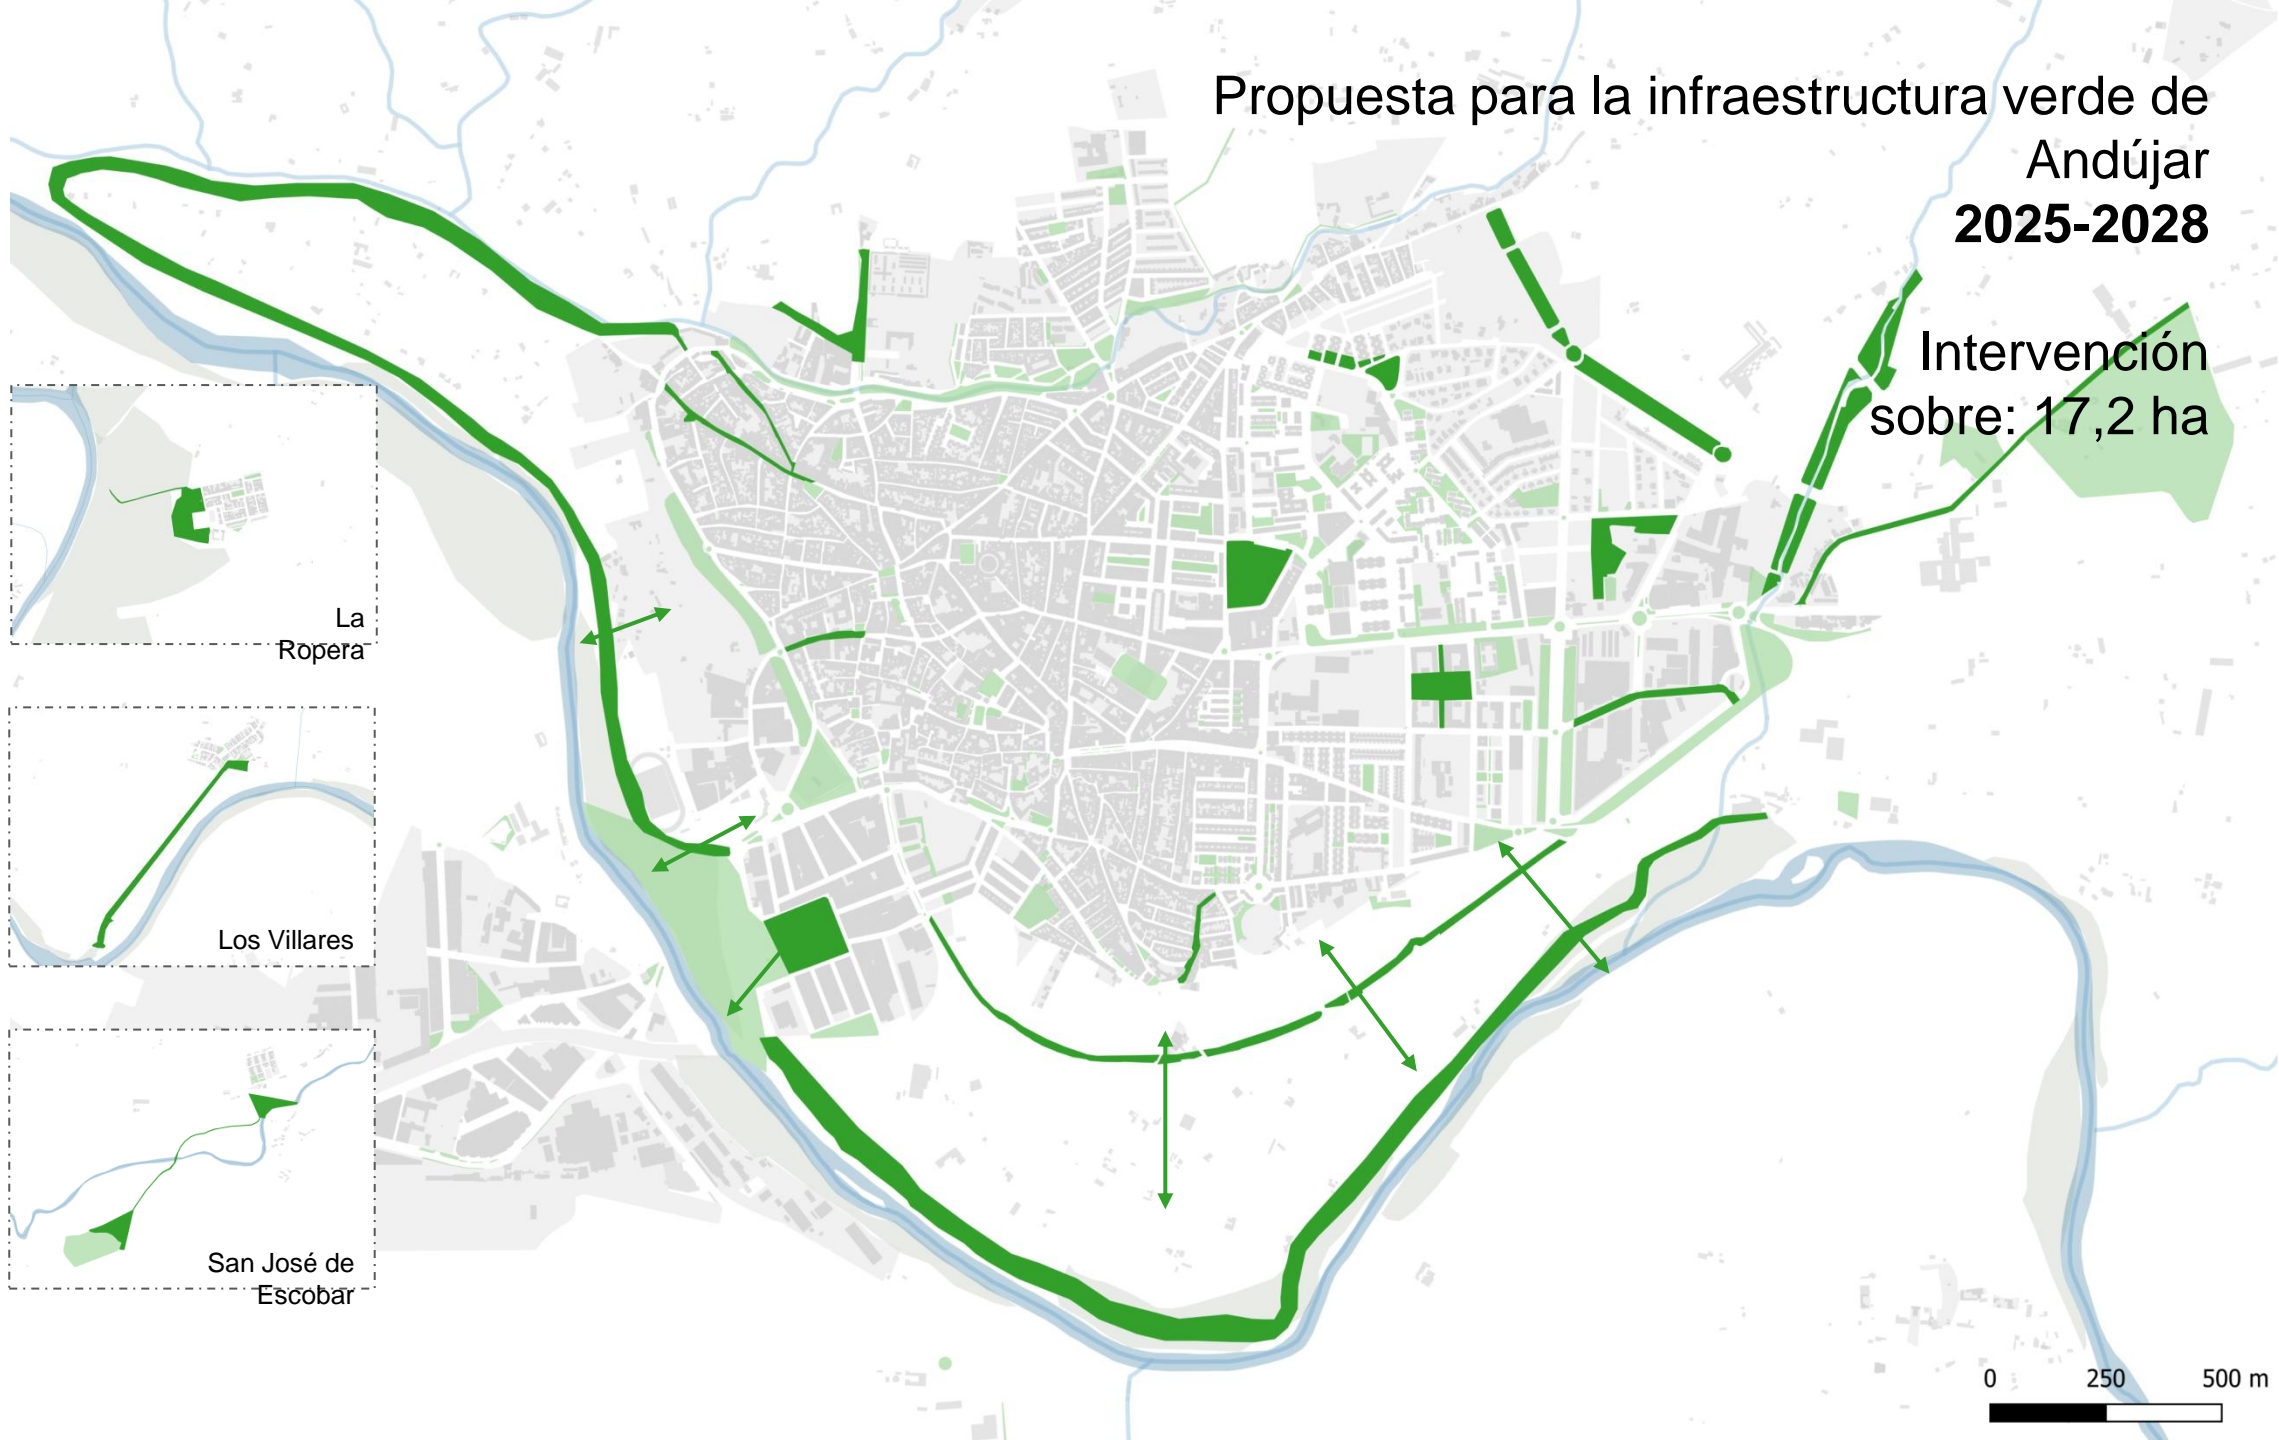 Propuesta para la infraestructura verde de
Andújar
2025-2028
Intervención
sobre: 17,2 ha
La
Ropera
Los Villares
San José de
Escobar
0 250 500 m